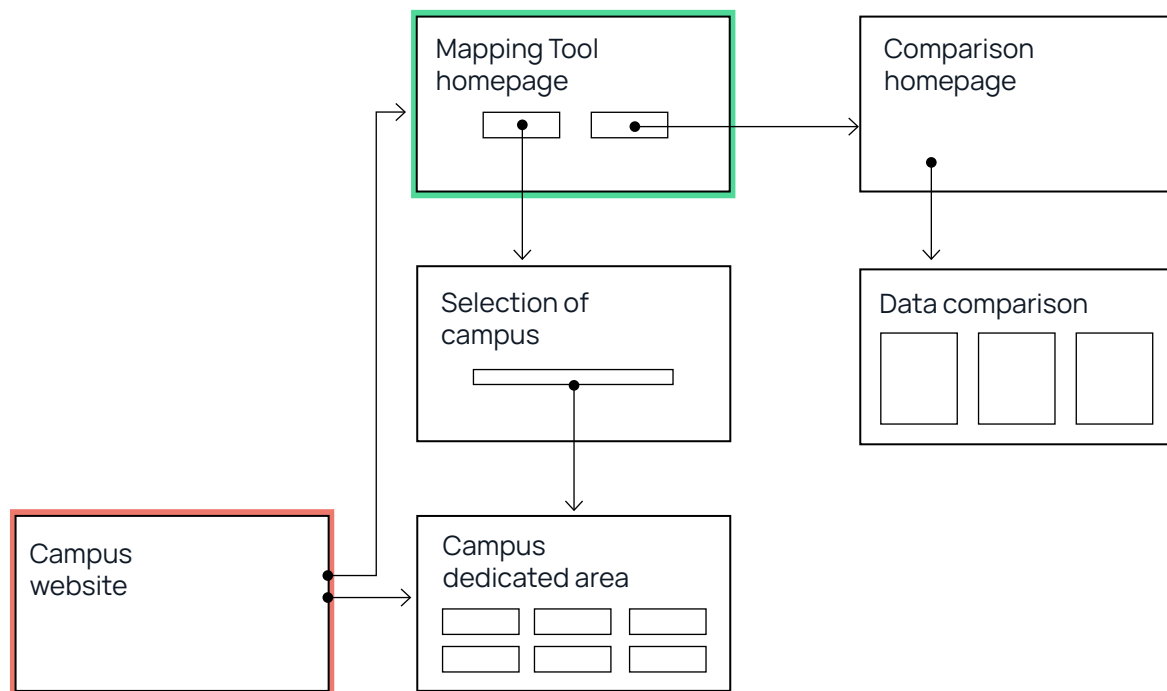 Mapping Tool
homepage
Comparison
homepage
Selection of
campus
Data comparison
Campus
website
Campus
dedicated area